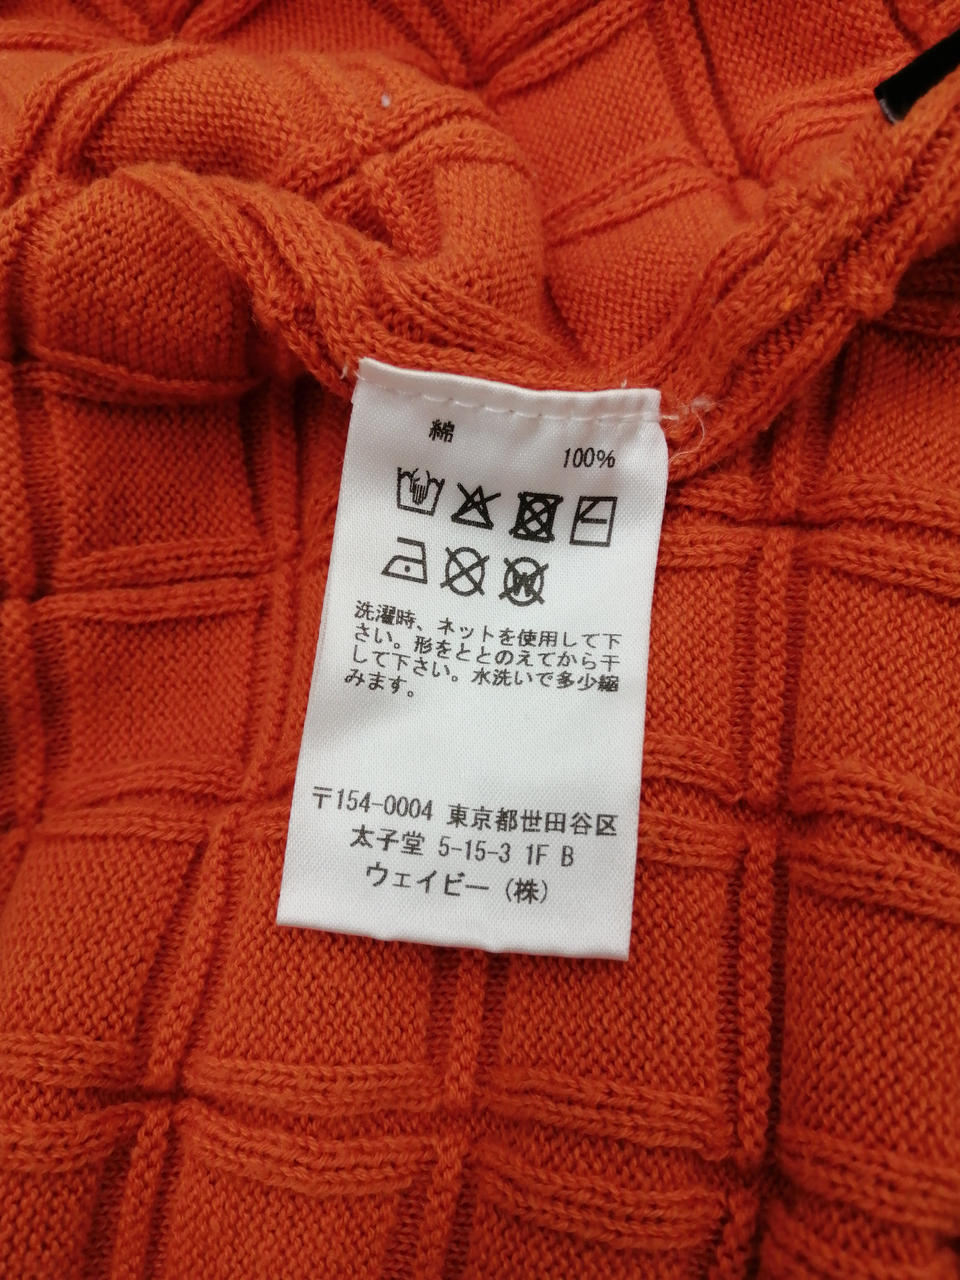 綿
100%
洗濯時、ネットを使用して下
さい。形をととのえてから干
して下さい。水洗いで多少縮
みます。
〒154-0004 東京都世田谷区
太子堂 5-15-3 1F B
ウェイビー (株)